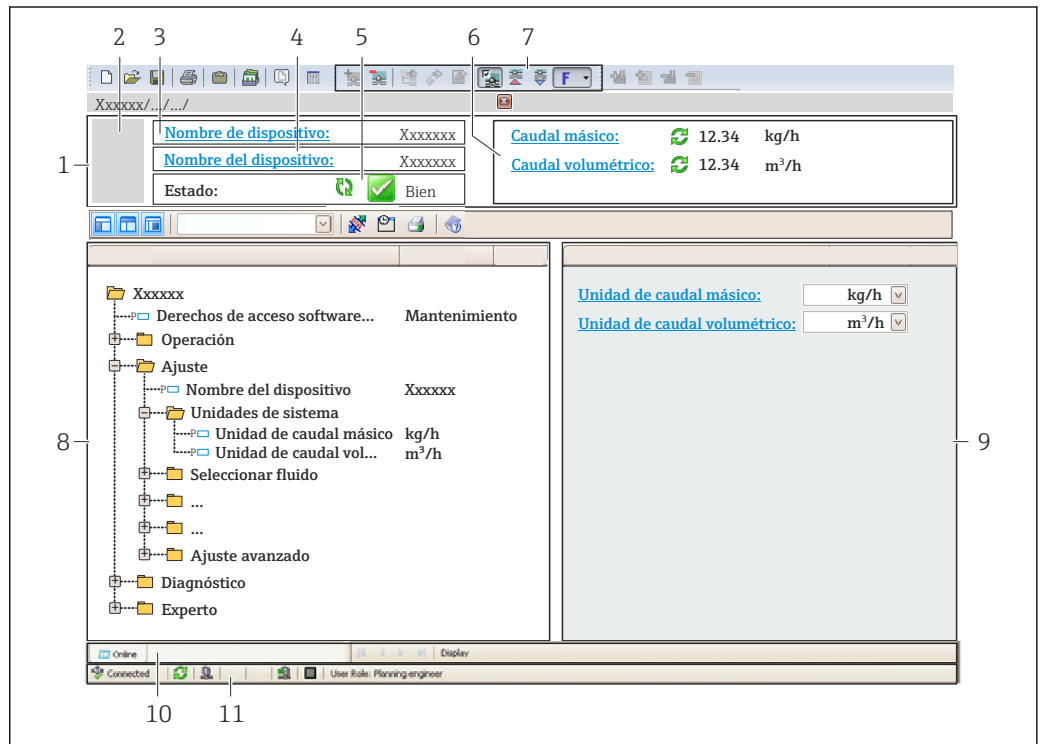 2 3 4 5 6 7
F
Xxxxxx/.../.../
1
Nombre de dispositivo: Xxxxxxx
Nombre del dispositivo: Xxxxxxx
Estado: Bien
Caudal másico: 12.34 kg/h
Caudal volumétrico: 12.34 m³/h
Xxxxxx
P Derechos de acceso software... Mantenimiento
Operación
Ajuste
P Nombre del dispositivo Xxxxxx
Unidades de sistema
P Unidad de caudal másico kg/h
P Unidad de caudal vol... m³/h
Seleccionar fluido
...
...
Ajuste avanzado
Diagnóstico
Experto
8
Unidad de caudal másico: kg/h
Unidad de caudal volumétrico: m³/h
9
Online Display
Connected User Role: Planning engineer
10 11